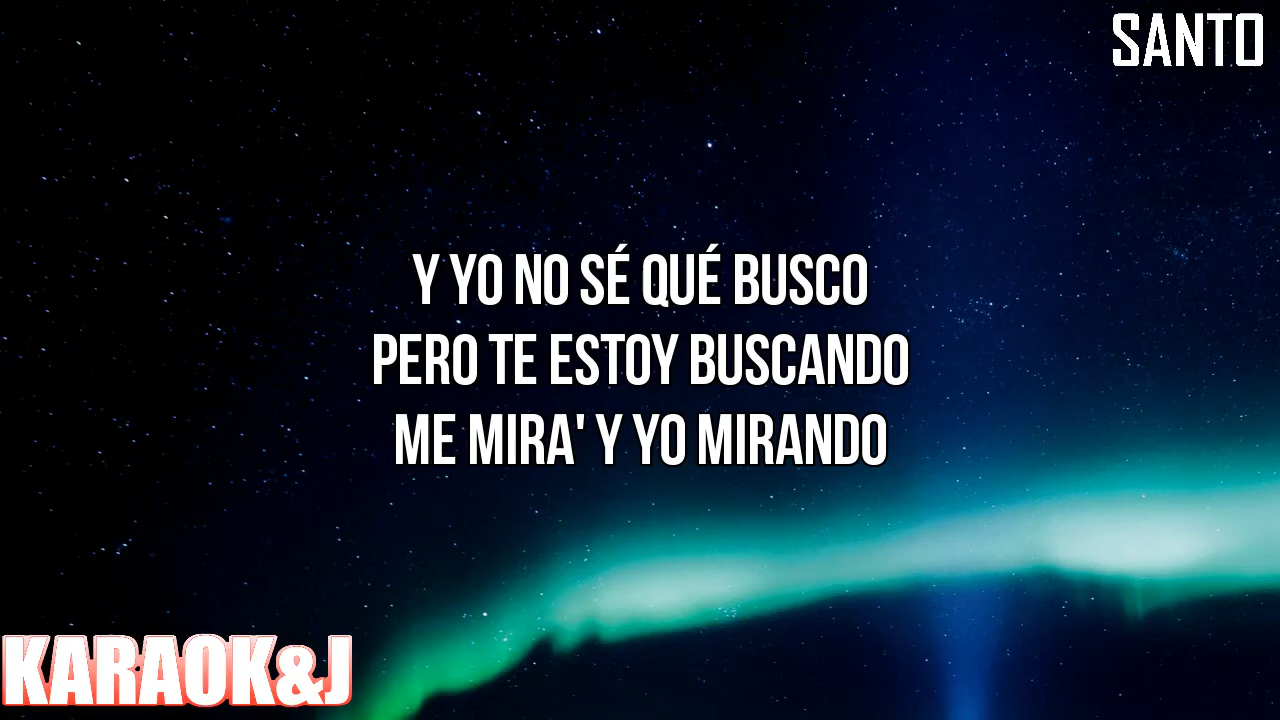 SANTO
Y YO NO SÉ QUÉ BUSCO
PERO TE ESTOY BUSCANDO
ME MIRA' Y YO MIRANDO
KARAOK&J